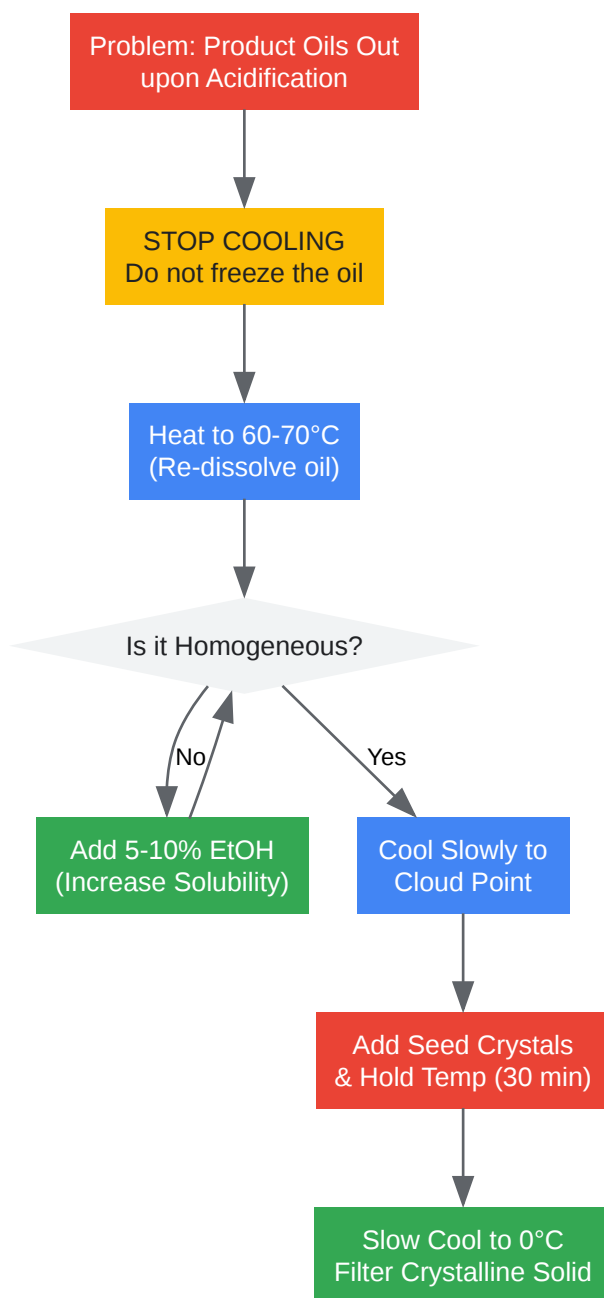 Problem: Product Oils Out
upon Acidification
STOP COOLING
Do not freeze the oil
Heat to 60-70°C
(Re-dissolve oil)
Is it Homogeneous?
No
Yes
Add 5-10% EtOH
(Increase Solubility)
Cool Slowly to
Cloud Point
Add Seed Crystals
& Hold Temp (30 min)
Slow Cool to 0°C
Filter Crystalline Solid